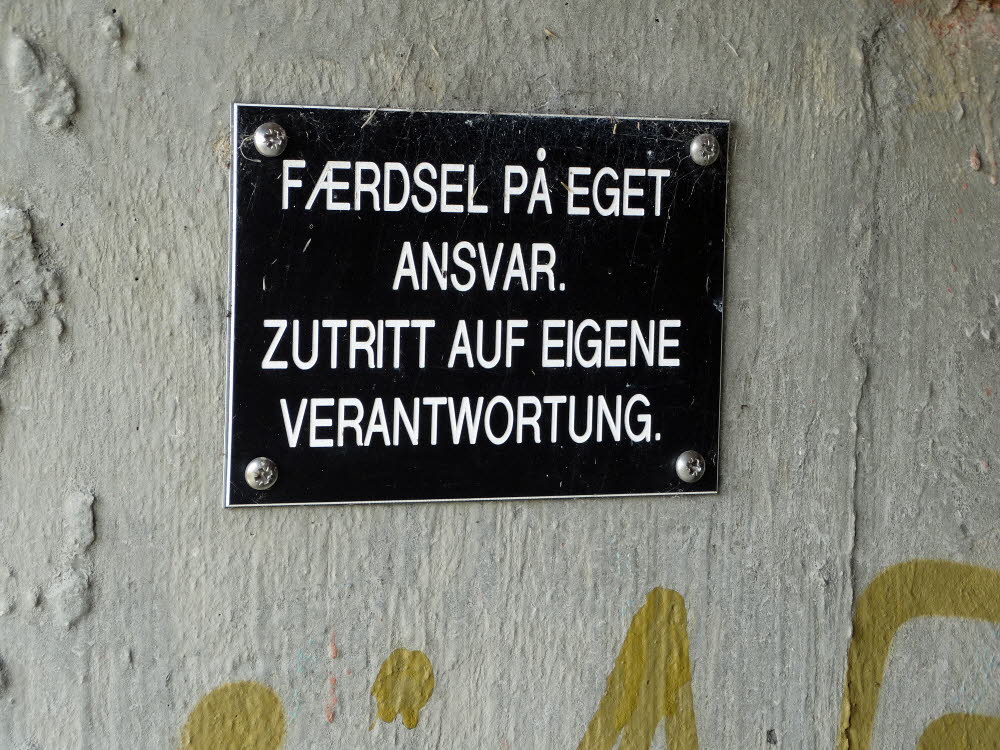 FÆRDSEL PÅ EGET
ANSVAR.
ZUTRITT AUF EIGENE
VERANTWORTUNG.